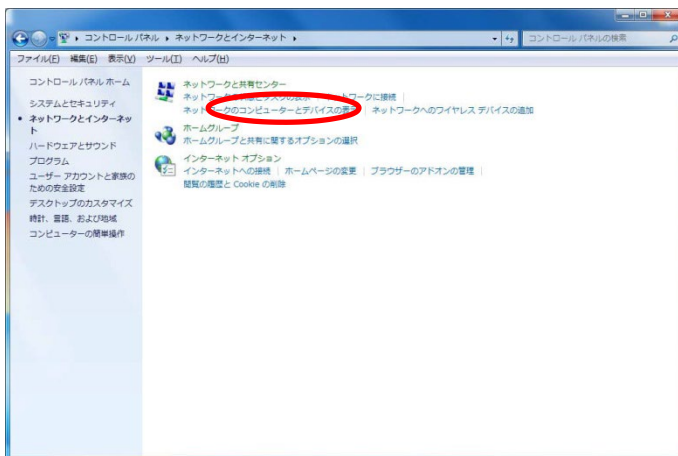 コントロール パネル ▸ ネットワークとインターネット ▸
コントロール パネルの検索
ファイル(F) 編集(E) 表示(V) ツール(T) ヘルプ(H)
コントロール パネル ホーム
システムとセキュリティ
• ネットワークとインターネッ
ト
ハードウェアとサウンド
プログラム
ユーザー アカウントと家族の
ための安全設定
デスクトップのカスタマイズ
時計、言語、および地域
コンピューターの簡単操作
ネットワークと共有センター
ネットワークに接続
ネットワークのコンピューターとデバイスの表示 | ネットワークへのワイヤレス デバイスの追加
ホームグループ
ホームグループと共有に関するオプションの選択
インターネット オプション
インターネットへの接続 | ホームページの変更 | ブラウザーのアドオンの管理 |
閲覧の履歴と Cookie の削除